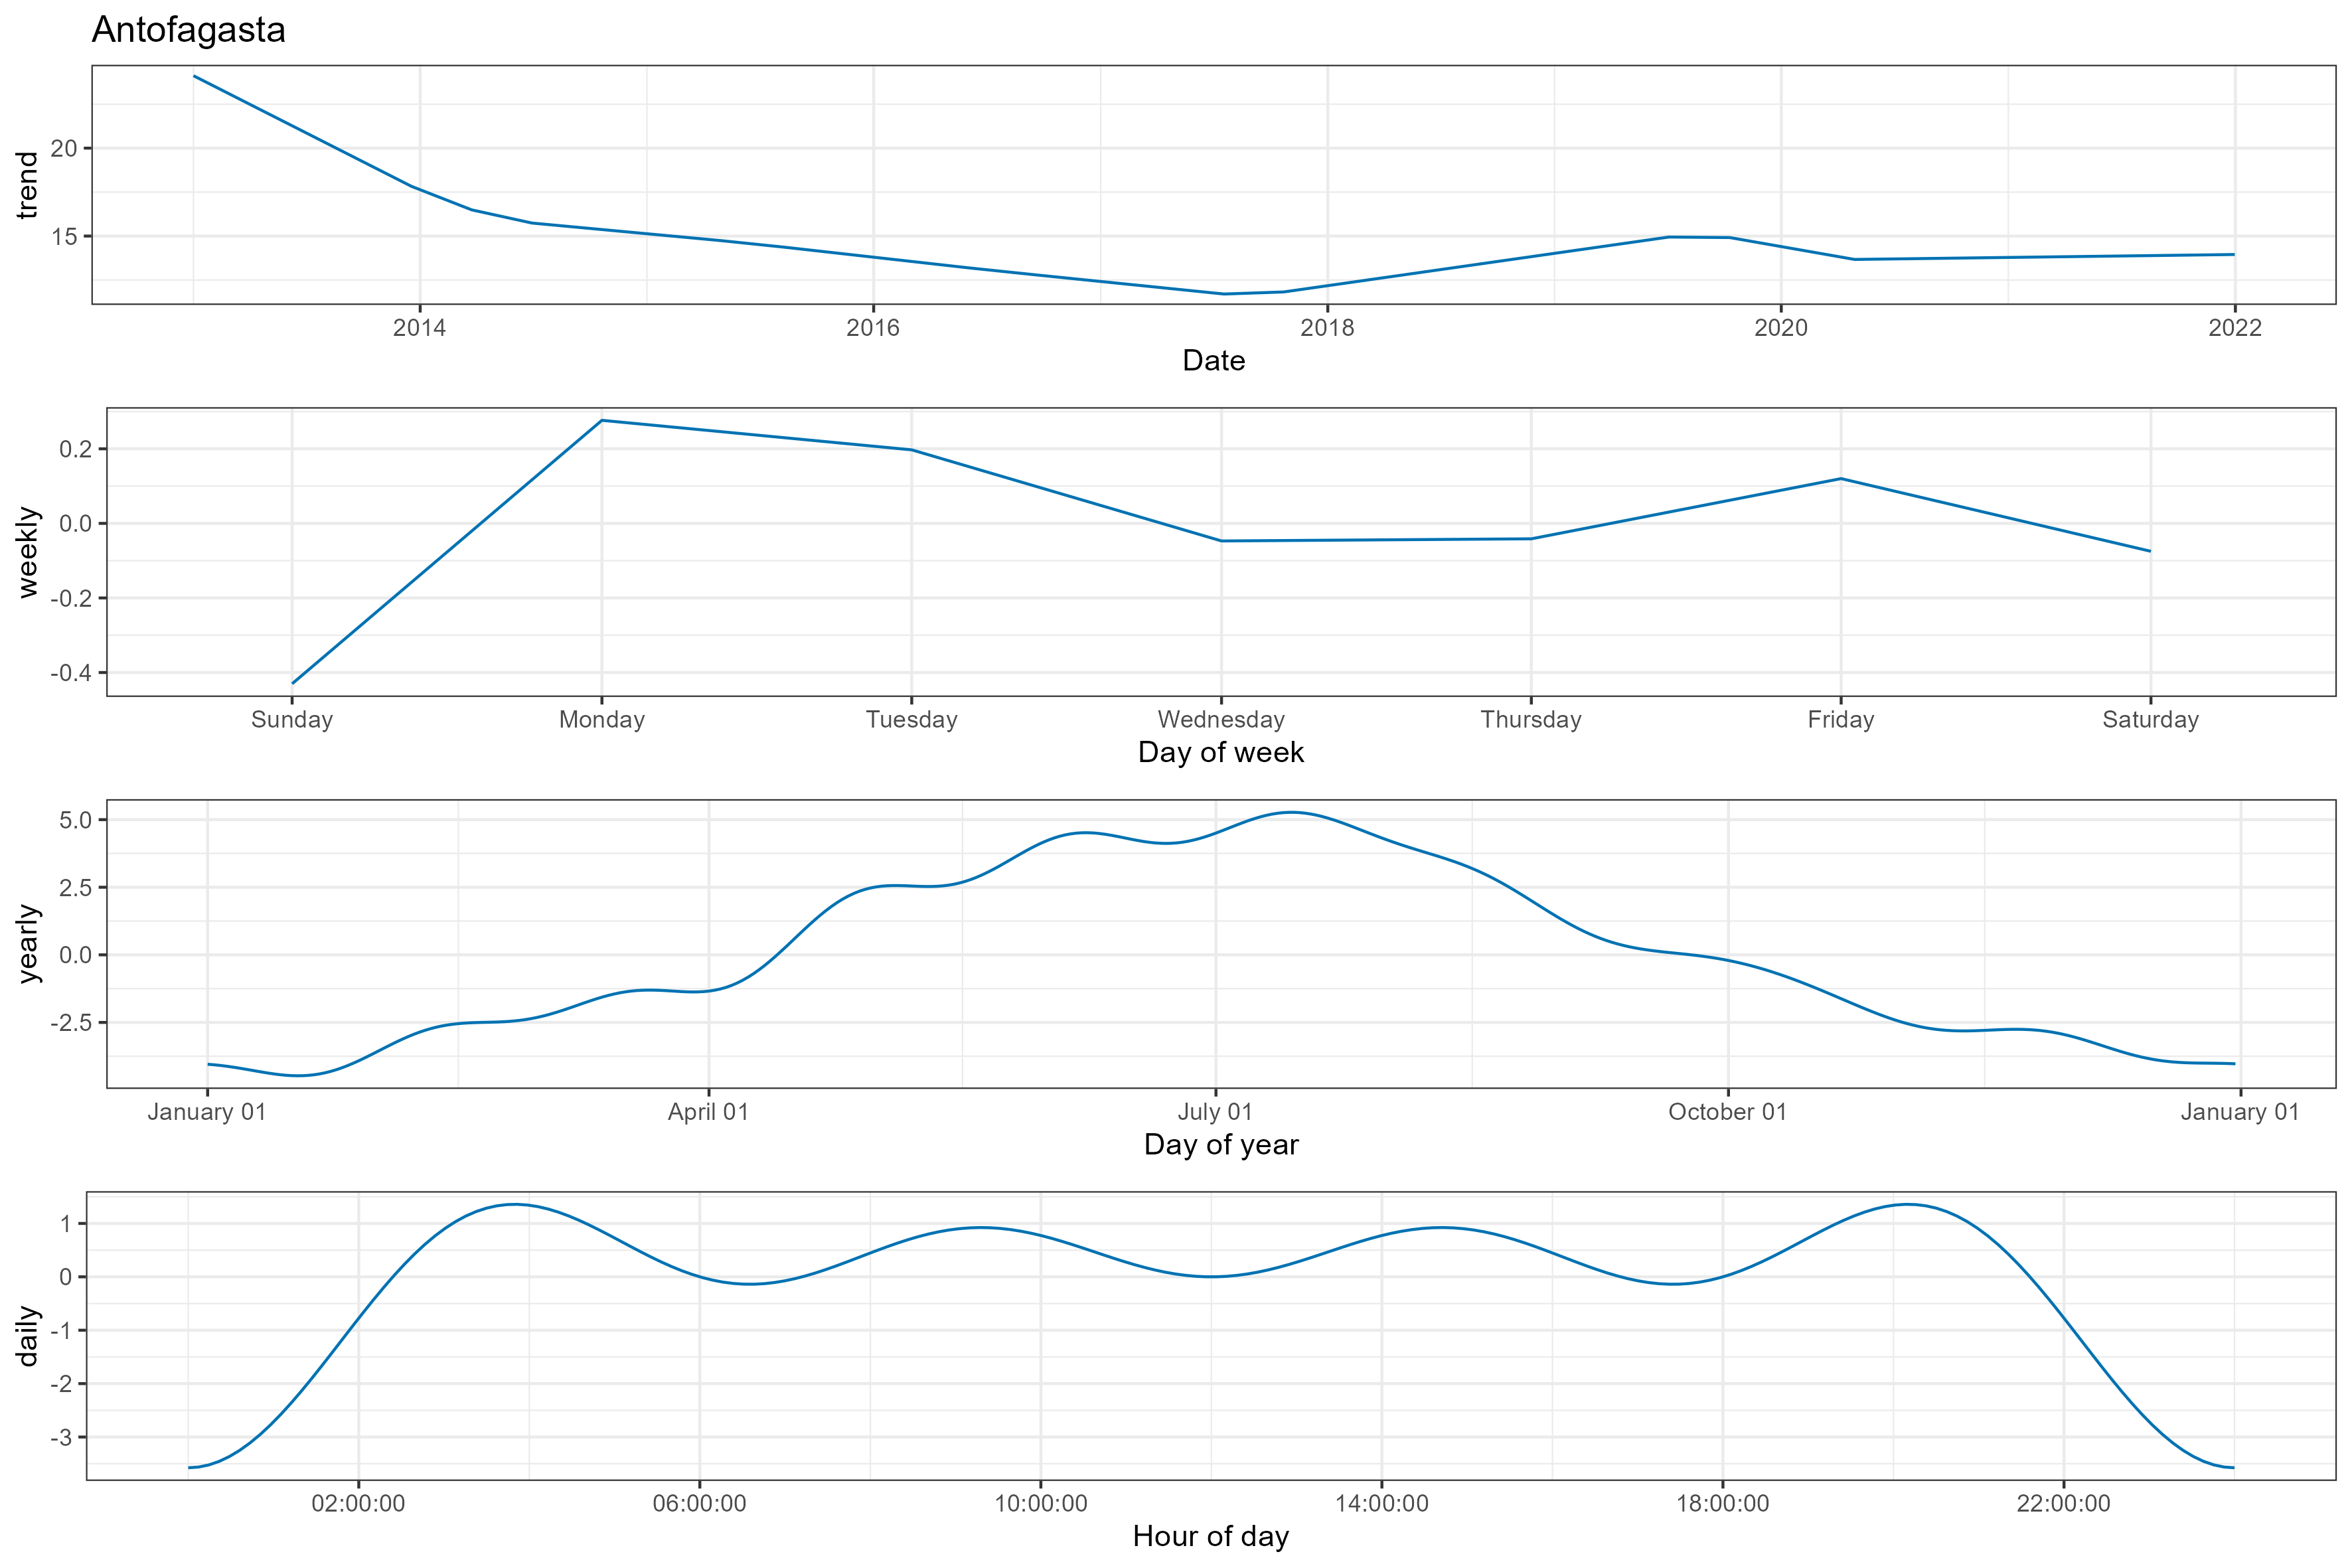 Antofagasta
trend
20
15
2014 2016 2018 2020 2022
Date
weekly
0.2
0.0
-0.2
-0.4
Sunday Monday Tuesday Wednesday Thursday Friday Saturday
Day of week
yearly
5.0
2.5
0.0
-2.5
January 01 April 01 July 01 October 01 January 01
Day of year
daily
1
0
-1
-2
-3
02:00:00 06:00:00 10:00:00 14:00:00 18:00:00 22:00:00
Hour of day